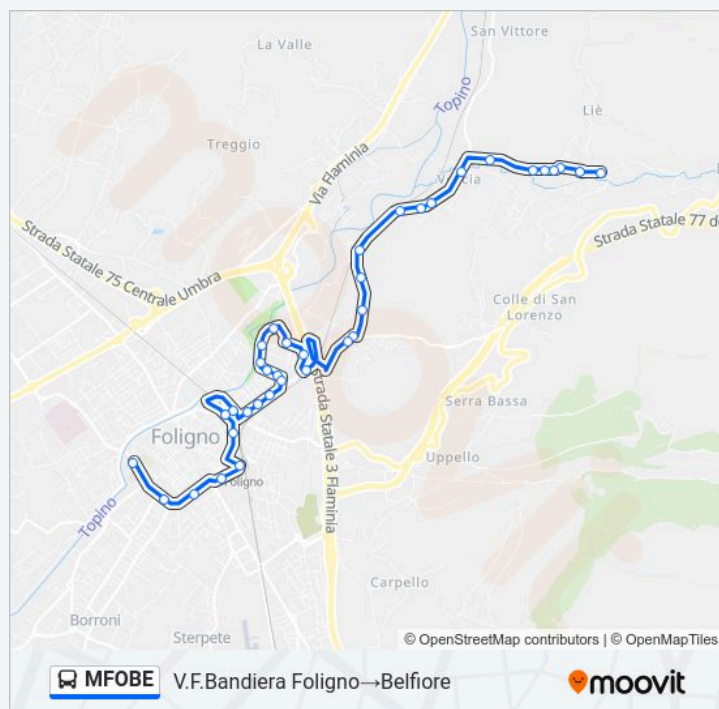 San Vittore
La Valle
Topino
Liè
Treggio
Via Flaminia
Strada Statale 77 de
Strada Statale 75 Centrale Umbra
Colle di San
Lorenzo
Serra Bassa
Strada Statale 3 Flaminia
Foligno
Uppello
Foligno
Topino
Carpello
Borroni
Sterpete
© OpenStreetMap contributors | © OpenMapTiles
MFOBE V.F.Bandiera Foligno→Belfiore
moovit